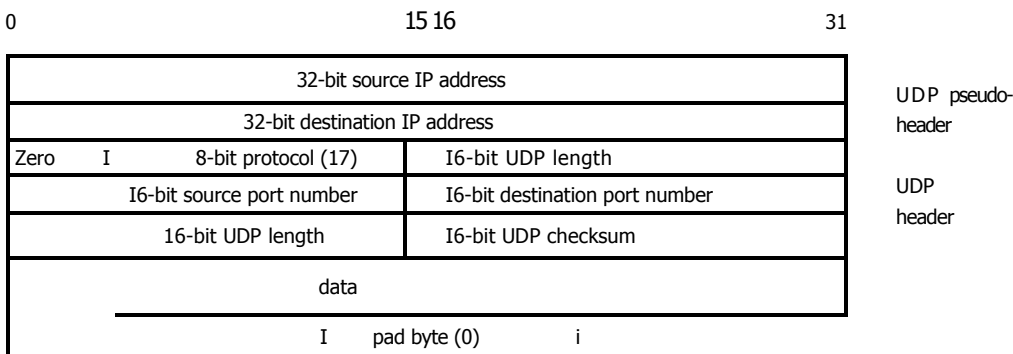 0 15 16 31
32-bit source IP address
UDP pseudo-
32-bit destination IP address
header
Zero I 8-bit protocol (17) I6-bit UDP length
I6-bit source port number I6-bit destination port number
UDP
header
16-bit UDP length I6-bit UDP checksum
data
I pad byte (0) i